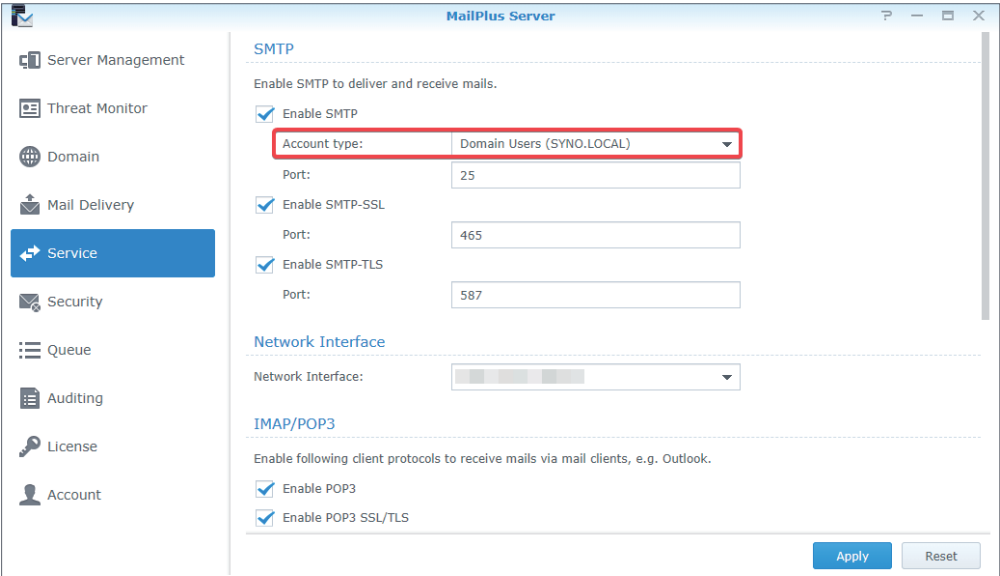 MailPlus Server
?
Server Management
Threat Monitor
Domain
Mail Delivery
Service
Security
Queue
Auditing
License
Account
SMTP
Enable SMTP to deliver and receive mails.
Enable SMTP
Account type: Domain Users (SYNO.LOCAL)
Port: 25
Enable SMTP-SSL
Port: 465
Enable SMTP-TLS
Port: 587
Network Interface
Network Interface:
IMAP/POP3
Enable following client protocols to receive mails via mail clients, e.g. Outlook.
Enable POP3
Enable POP3 SSL/TLS
Apply Reset